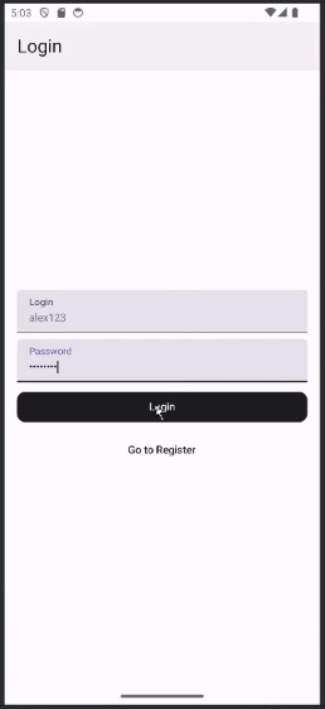 5:03
Login
Login
alex123
Password
••••••••
Login
Go to Register